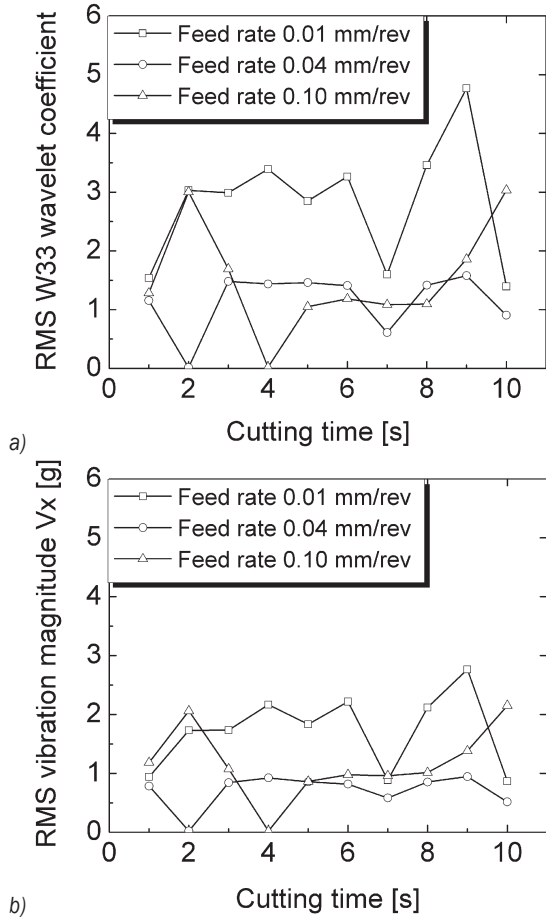 6
5
4
3
2
1
0
RMS W33 wavelet coefficient
Feed rate 0.01 mm/rev
Feed rate 0.04 mm/rev
Feed rate 0.10 mm/rev
0 2 4 6 8 10
Cutting time [s]
a)
6
5
4
3
2
1
0
RMS vibration magnitude Vx [g]
Feed rate 0.01 mm/rev
Feed rate 0.04 mm/rev
Feed rate 0.10 mm/rev
0 2 4 6 8 10
Cutting time [s]
b)